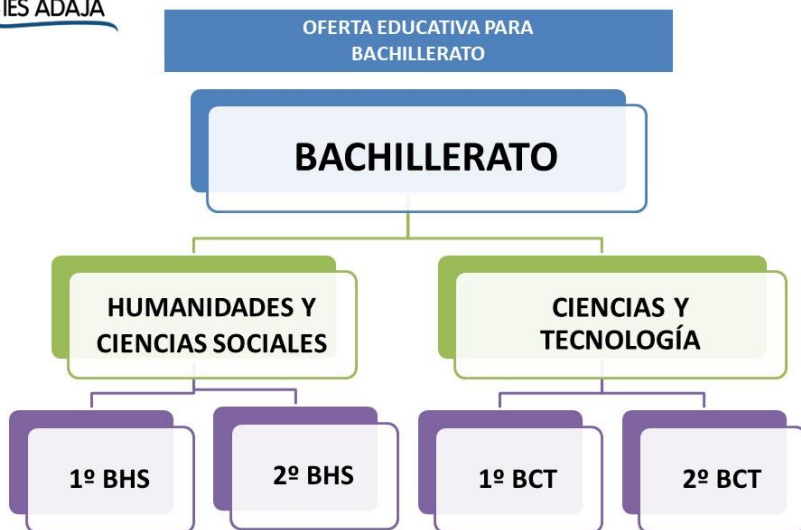 IES ADAJA
OFERTA EDUCATIVA PARA
BACHILLERATO
BACHILLERATO
HUMANIDADES Y
CIENCIAS SOCIALES
CIENCIAS Y
TECNOLOGÍA
1º BHS
2º BHS
1º BCT
2º BCT